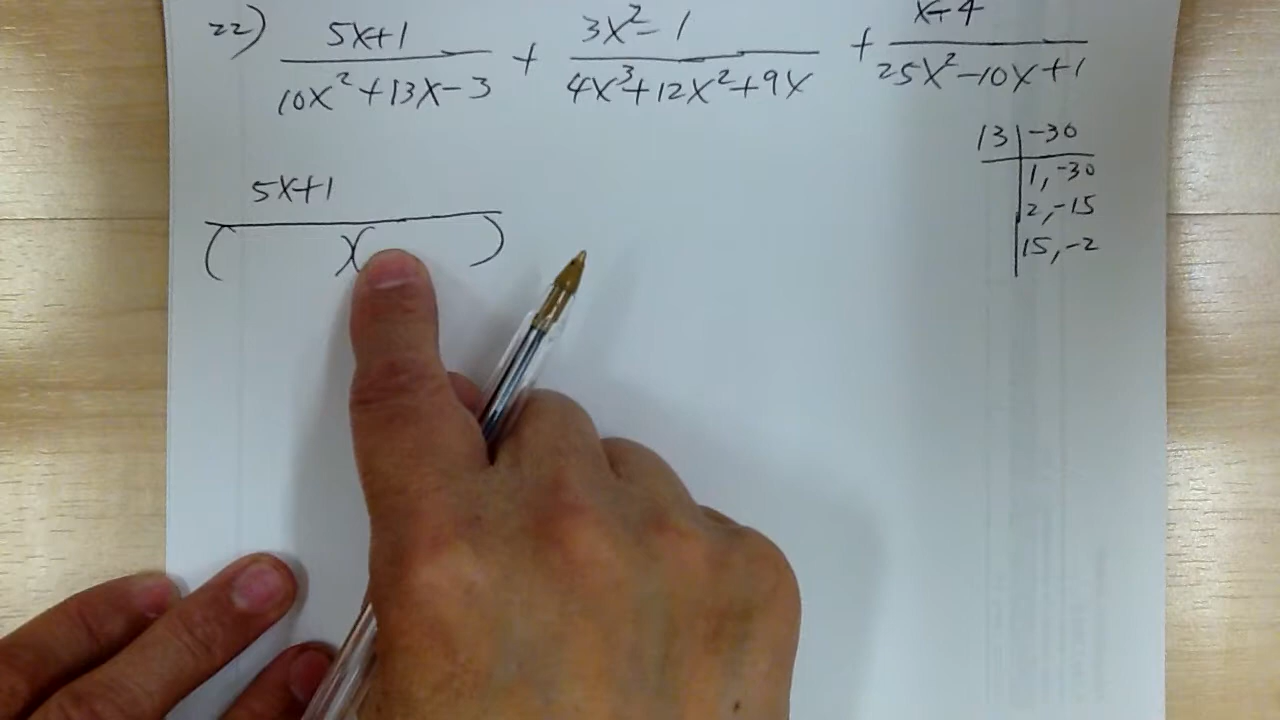 22) (5x+1)/(10x²+13x-3) + (3x²-1)/(4x³+12x²+9x) + (x+4)/(25x²-10x+1)
13 | -30
1, -30
2, -15
15, -2
5x+1
( )( )